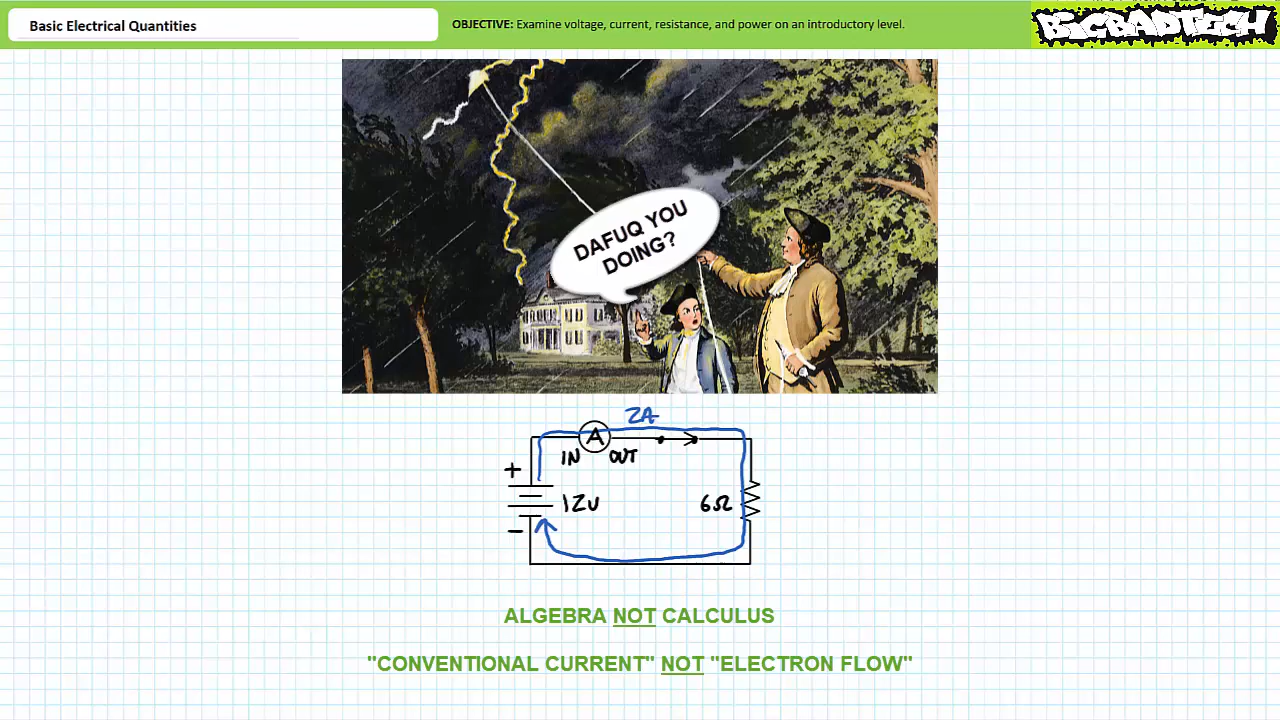 Basic Electrical Quantities
OBJECTIVE: Examine voltage, current, resistance, and power on an introductory level.
BIGBADTECH
DAFUQ YOU
DOING?
2A
A
IN OUT
+
12V
6Ω
−
ALGEBRA NOT CALCULUS
"CONVENTIONAL CURRENT" NOT "ELECTRON FLOW"